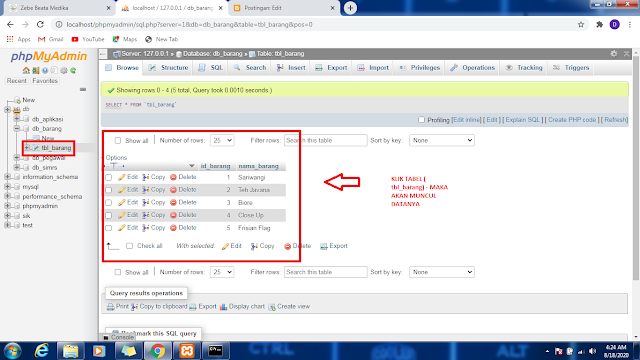 Zebe Beata Medika
localhost / 127.0.0.1 / db_barang
Postingan: Edit
localhost/phpmyadmin/sql.php?server=1&db=db_barang&table=tbl_barang&pos=0
Gmail
YouTube
Maps
phpMyAdmin
Recent Favorites
New
db
db_aplikasi
db_barang
New
tbl_barang
db_pegawai
db_simrs
information_schema
mysql
performance_schema
phpmyadmin
sik
test
Server: 127.0.0.1 » Database: db_barang » Table: tbl_barang
Browse Structure SQL Search Insert Export Import Privileges Operations Tracking Triggers
Showing rows 0 - 4 (5 total, Query took 0.0010 seconds.)
SELECT * FROM `tbl_barang`
Profiling [Edit inline] [ Edit ] [ Explain SQL ] [ Create PHP code ] [ Refresh]
Show all Number of rows: 25 Filter rows: Search this table Sort by key: None
Options
id_barang nama_barang
Edit Copy Delete 1 Sariwangi
Edit Copy Delete 2 Teh Javana
Edit Copy Delete 3 Biore
Edit Copy Delete 4 Close Up
Edit Copy Delete 5 Frisian Flag
Check all With selected: Edit Copy Delete Export
KLIK TABEL (
tbl_barang) - MAKA
AKAN MUNCUL
DATANYA
Show all Number of rows: 25 Filter rows: Search this table Sort by key: None
Query results operations
Print Copy to clipboard Export Display chart Create view
Bookmark this SQL query
Console
CTRL
ALT
4:24 AM
8/18/2020